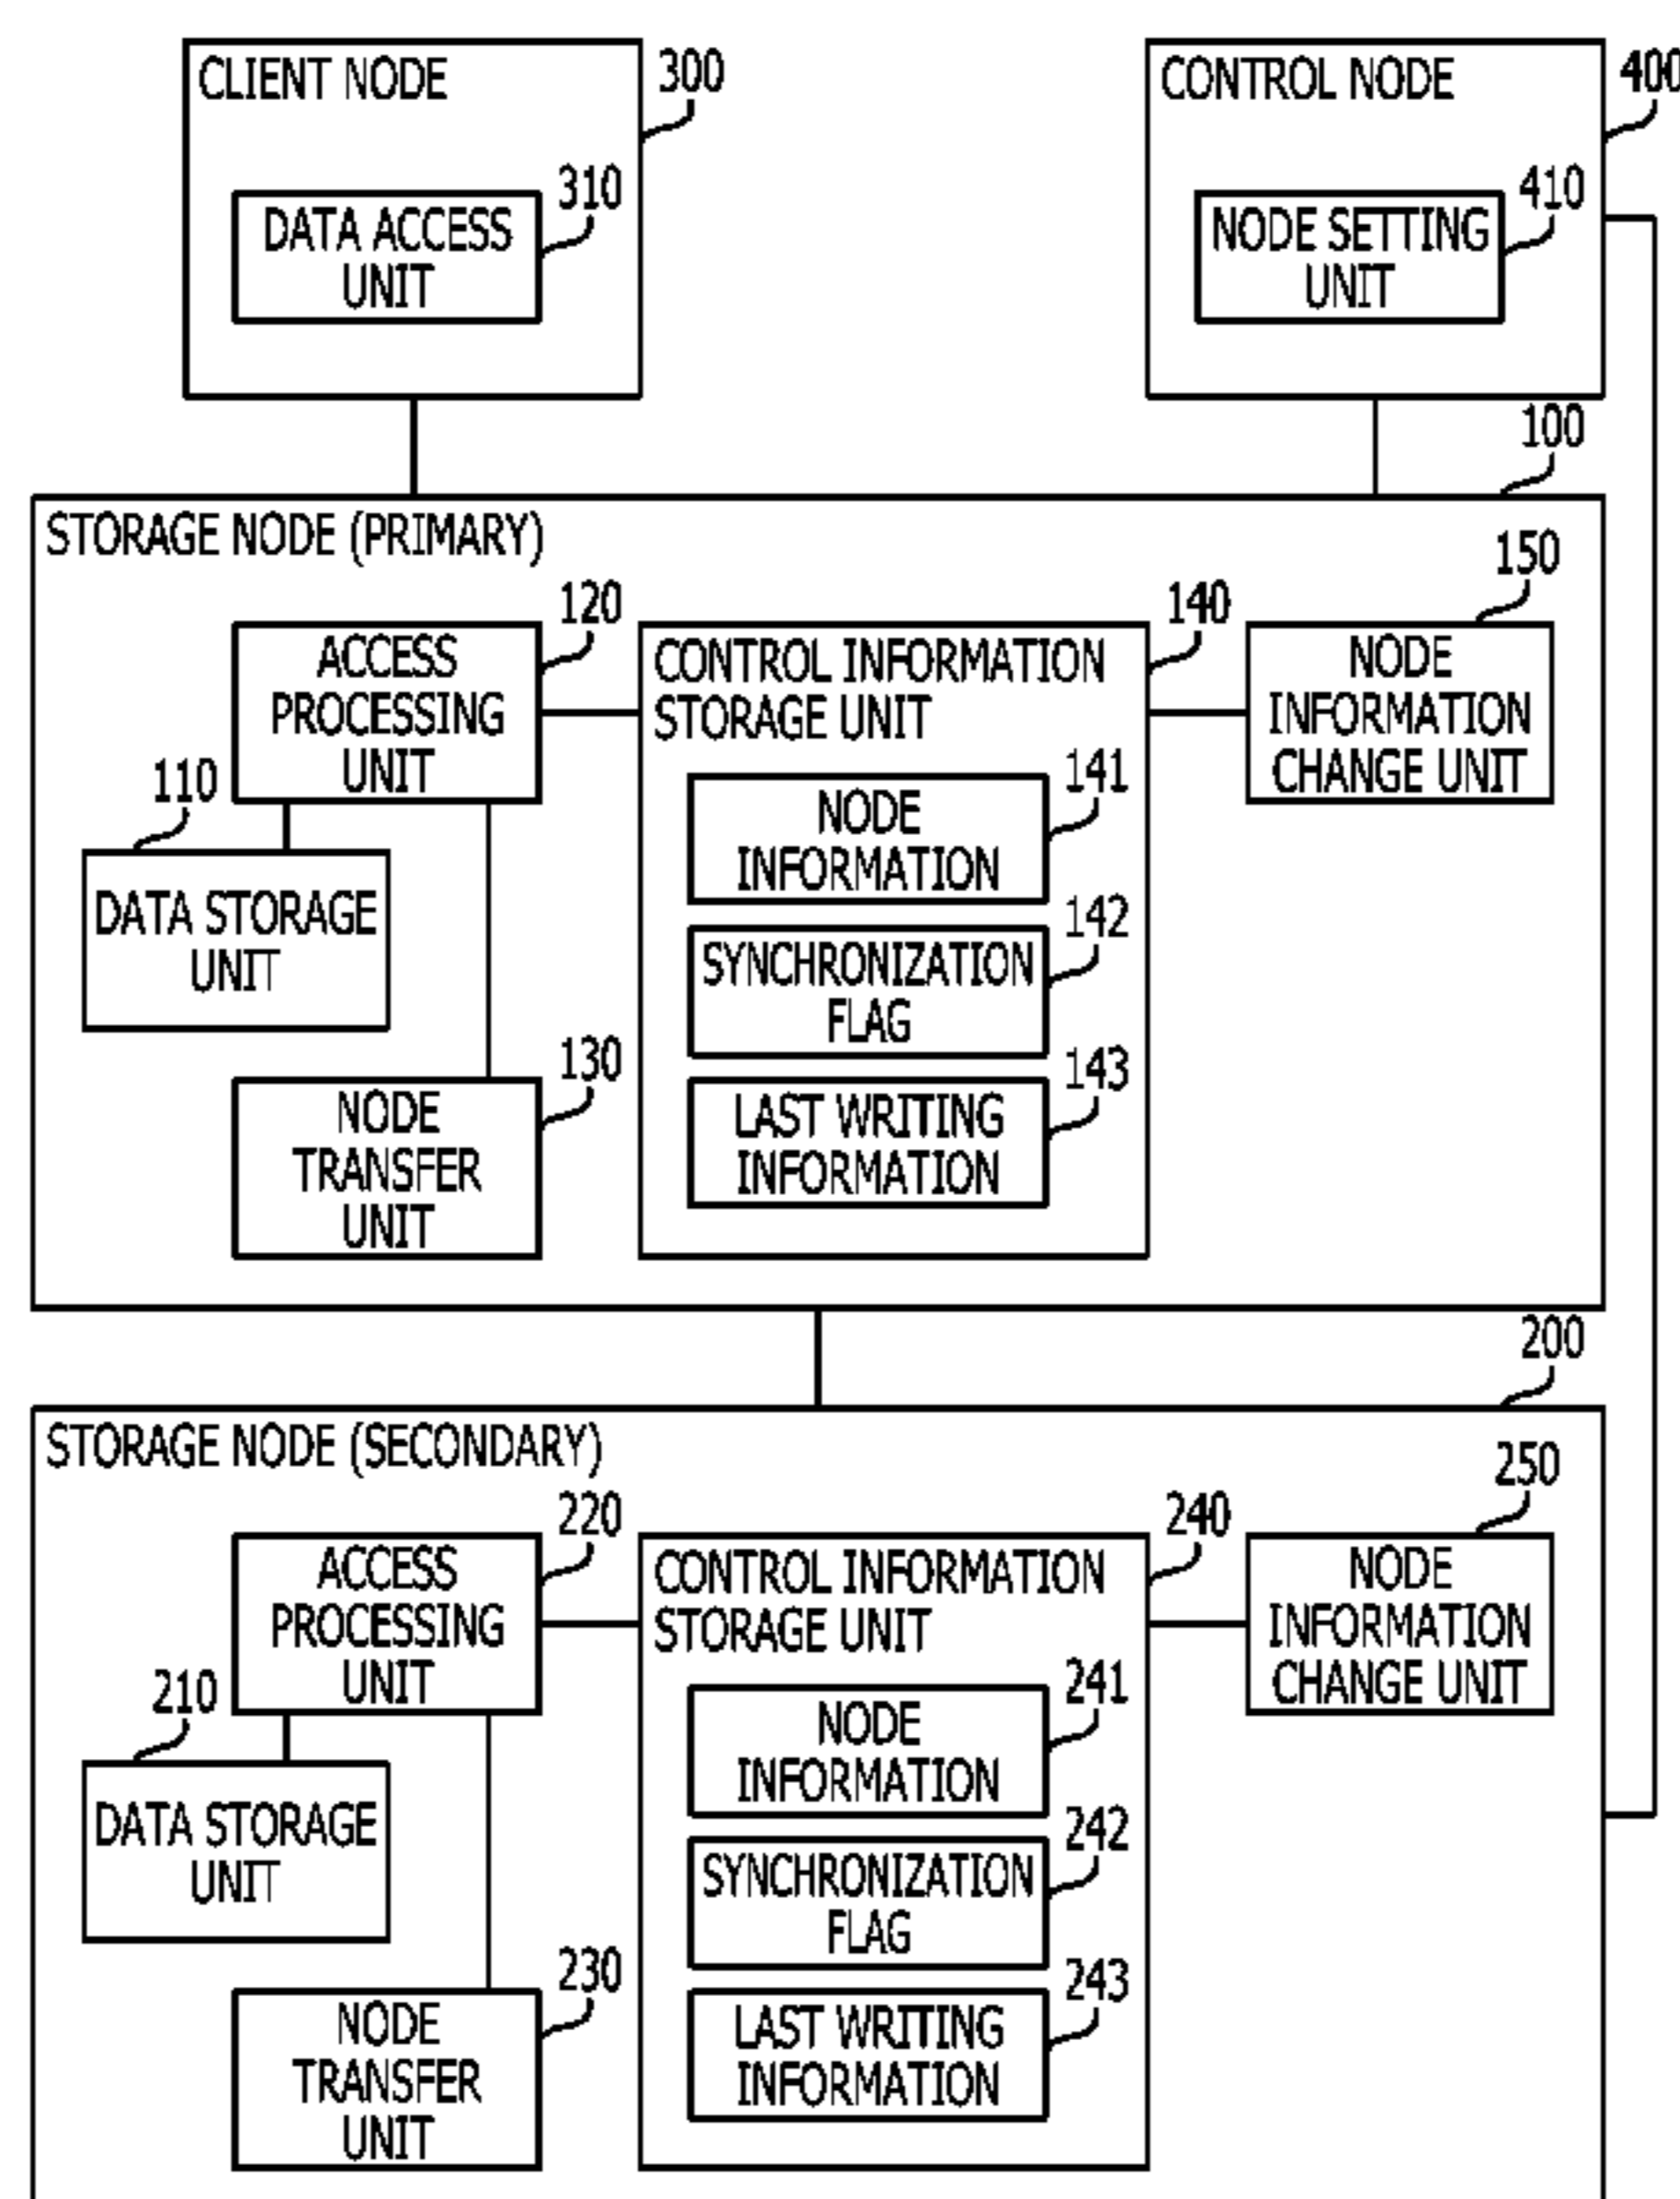 CLIENT NODE
300
310
DATA ACCESS
UNIT
CONTROL NODE
400
410
NODE SETTING
UNIT
100
STORAGE NODE (PRIMARY)
120
ACCESS
PROCESSING
UNIT
110
DATA STORAGE
UNIT
130
NODE
TRANSFER
UNIT
140
CONTROL INFORMATION
STORAGE UNIT
141
NODE
INFORMATION
142
SYNCHRONIZATION
FLAG
143
LAST WRITING
INFORMATION
150
NODE
INFORMATION
CHANGE UNIT
200
STORAGE NODE (SECONDARY)
220
ACCESS
PROCESSING
UNIT
210
DATA STORAGE
UNIT
230
NODE
TRANSFER
UNIT
240
CONTROL INFORMATION
STORAGE UNIT
241
NODE
INFORMATION
242
SYNCHRONIZATION
FLAG
243
LAST WRITING
INFORMATION
250
NODE
INFORMATION
CHANGE UNIT